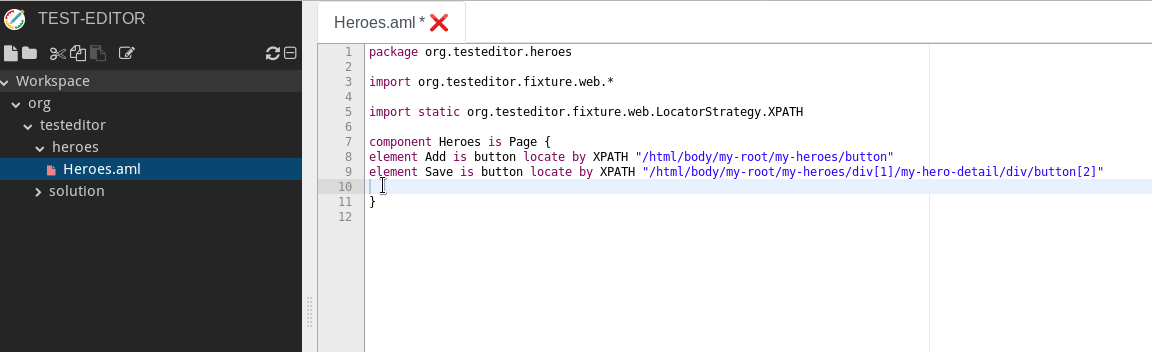 TEST-EDITOR
Workspace
org
testeditor
heroes
Heroes.aml
solution
Heroes.aml *
1 package org.testeditor.heroes
2
3 import org.testeditor.fixture.web.*
4
5 import static org.testeditor.fixture.web.LocatorStrategy.XPATH
6
7 component Heroes is Page {
8 element Add is button locate by XPATH "/html/body/my-root/my-heroes/button"
9 element Save is button locate by XPATH "/html/body/my-root/my-heroes/div[1]/my-hero-detail/div/button[2]"
10
11 }
12